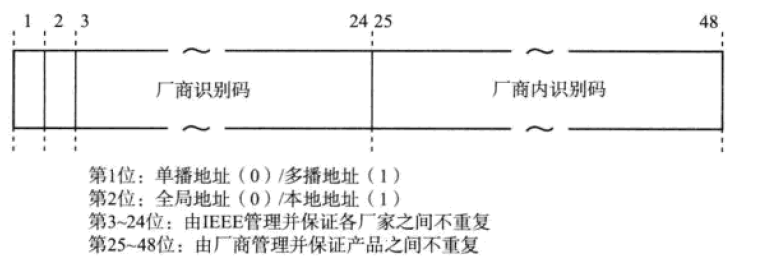 1 2 3 24 25 48
厂商识别码 厂商内识别码
第1位：单播地址（0）/多播地址（1）
第2位：全局地址（0）/本地地址（1）
第3~24位：由IEEE管理并保证各厂家之间不重复
第25~48位：由厂商管理并保证产品之间不重复